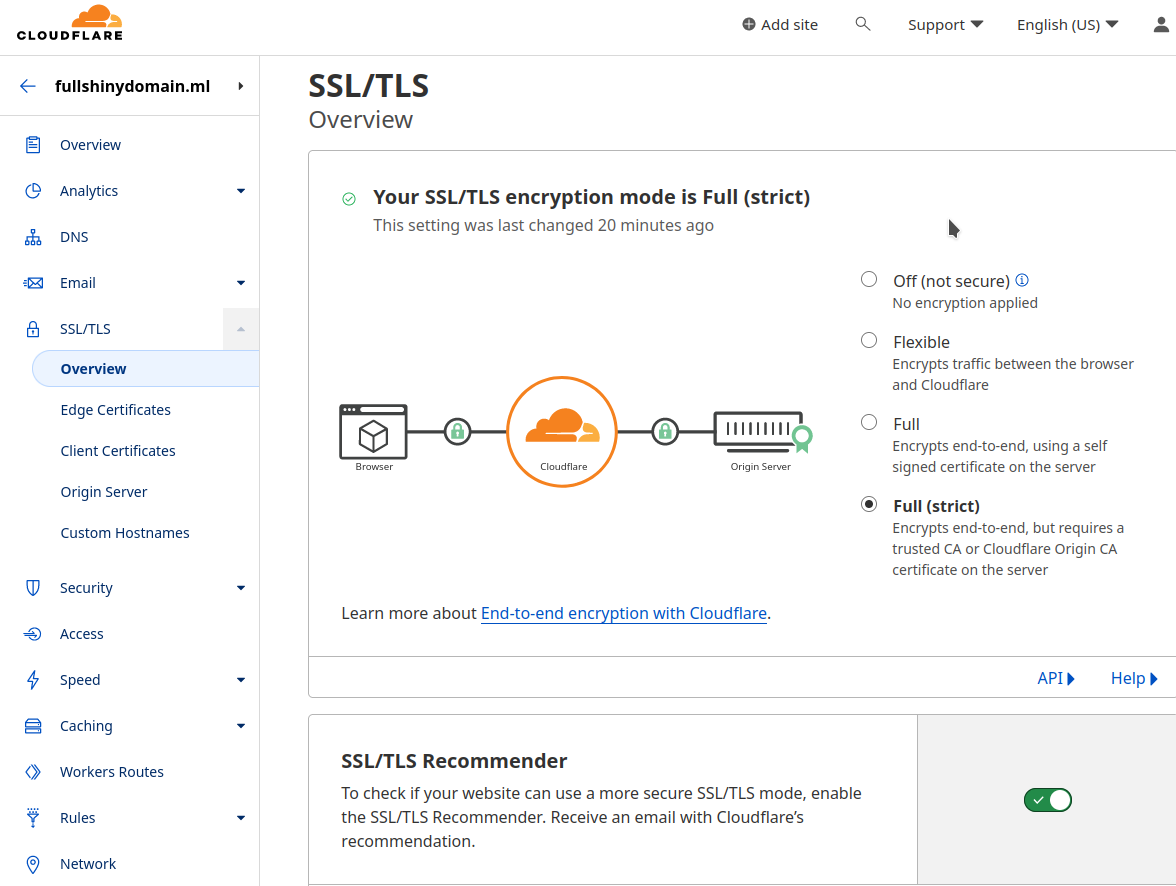 CLOUDFLARE
Add site
Support
English (US)
fullshinydomain.ml
Overview
Analytics
DNS
Email
SSL/TLS
Overview
Edge Certificates
Client Certificates
Origin Server
Custom Hostnames
Security
Access
Speed
Caching
Workers Routes
Rules
Network
SSL/TLS
Overview
Your SSL/TLS encryption mode is Full (strict)
This setting was last changed 20 minutes ago
Browser
Cloudflare
Origin Server
Off (not secure)
No encryption applied
Flexible
Encrypts traffic between the browser
and Cloudflare
Full
Encrypts end-to-end, using a self
signed certificate on the server
Full (strict)
Encrypts end-to-end, but requires a
trusted CA or Cloudflare Origin CA
certificate on the server
Learn more about End-to-end encryption with Cloudflare.
API
Help
SSL/TLS Recommender
To check if your website can use a more secure SSL/TLS mode, enable
the SSL/TLS Recommender. Receive an email with Cloudflare’s
recommendation.